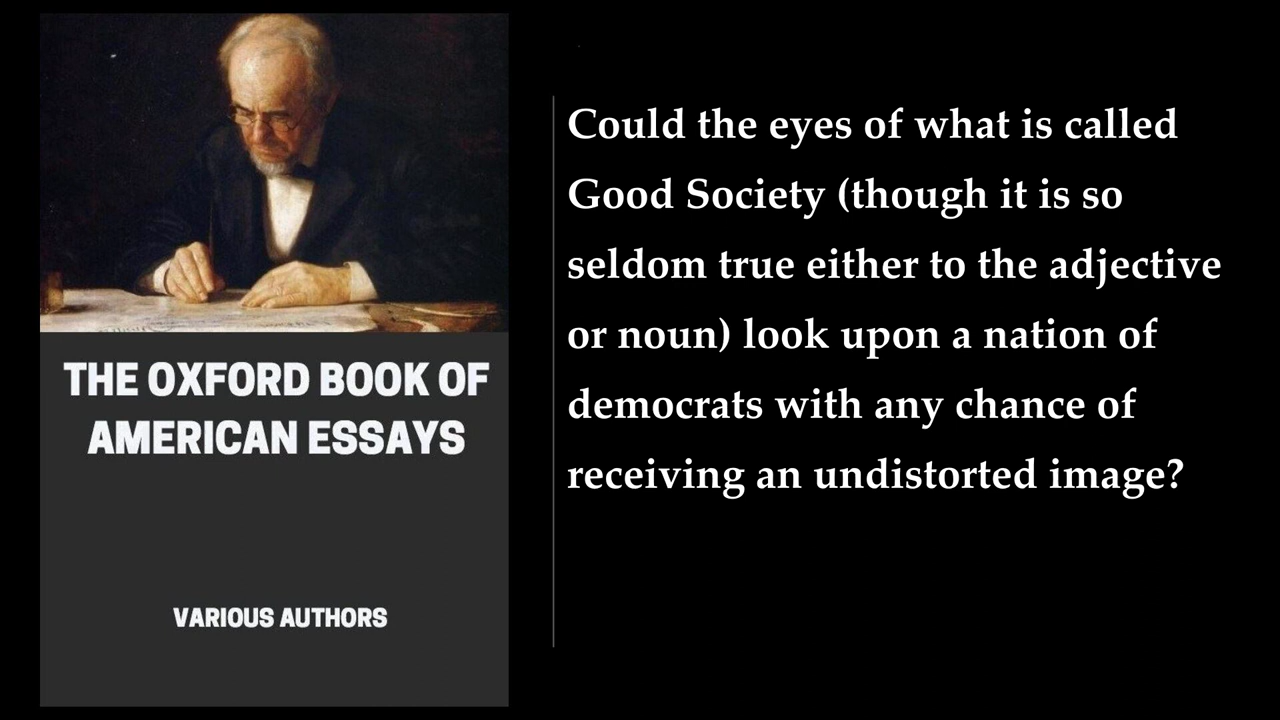 THE OXFORD BOOK OF
AMERICAN ESSAYS
VARIOUS AUTHORS
Could the eyes of what is called
Good Society (though it is so
seldom true either to the adjective
or noun) look upon a nation of
democrats with any chance of
receiving an undistorted image?